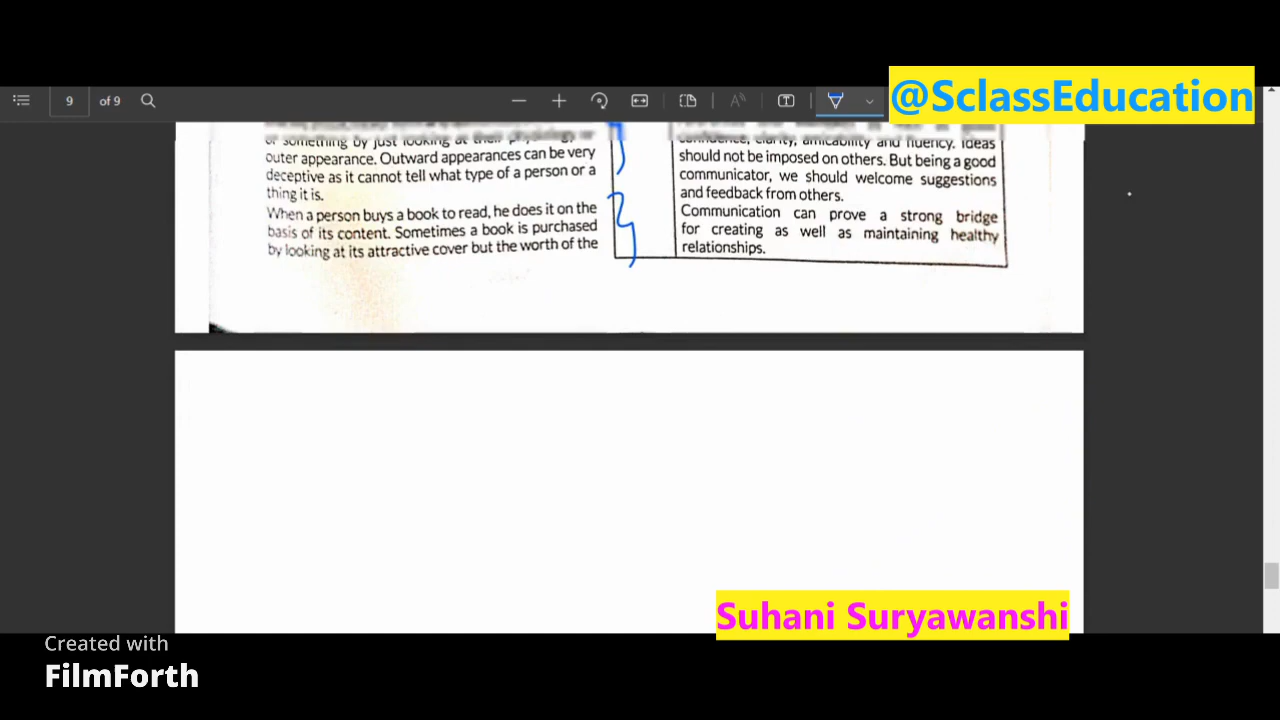 @SclassEducation
9 of 9
or something by just looking at their physiology or
outer appearance. Outward appearances can be very
deceptive as it cannot tell what type of a person or a
thing it is.
When a person buys a book to read, he does it on the
basis of its content. Sometimes a book is purchased
by looking at its attractive cover but the worth of the
confidence, clarity, amicability and fluency. Ideas
should not be imposed on others. But being a good
communicator, we should welcome suggestions
and feedback from others.
Communication can prove a strong bridge
for creating as well as maintaining healthy
relationships.
Suhani Suryawanshi
Created with
FilmForth